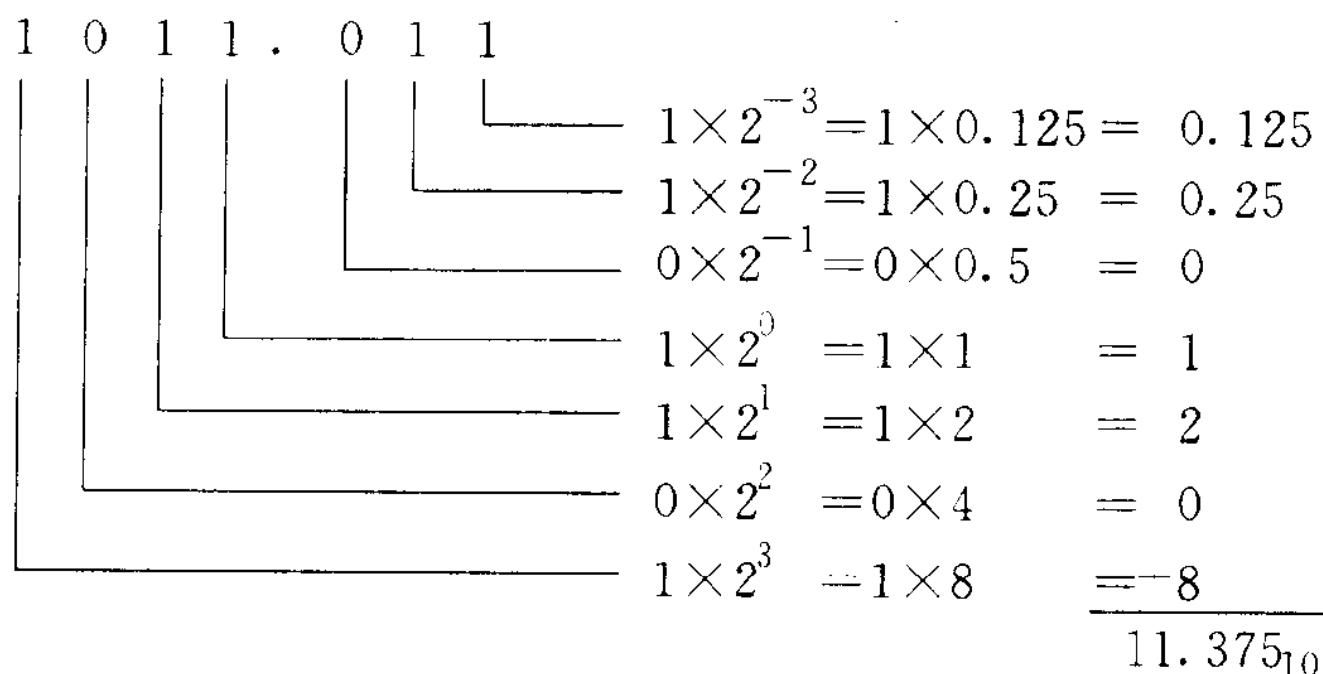 1 0 1 1 . 0 1 1
1×2⁻³=1×0.125= 0.125
1×2⁻²=1×0.25 = 0.25
0×2⁻¹=0×0.5 = 0
1×2⁰ =1×1 = 1
1×2¹ =1×2 = 2
0×2² =0×4 = 0
1×2³ =1×8 = 8
11.375₁₀